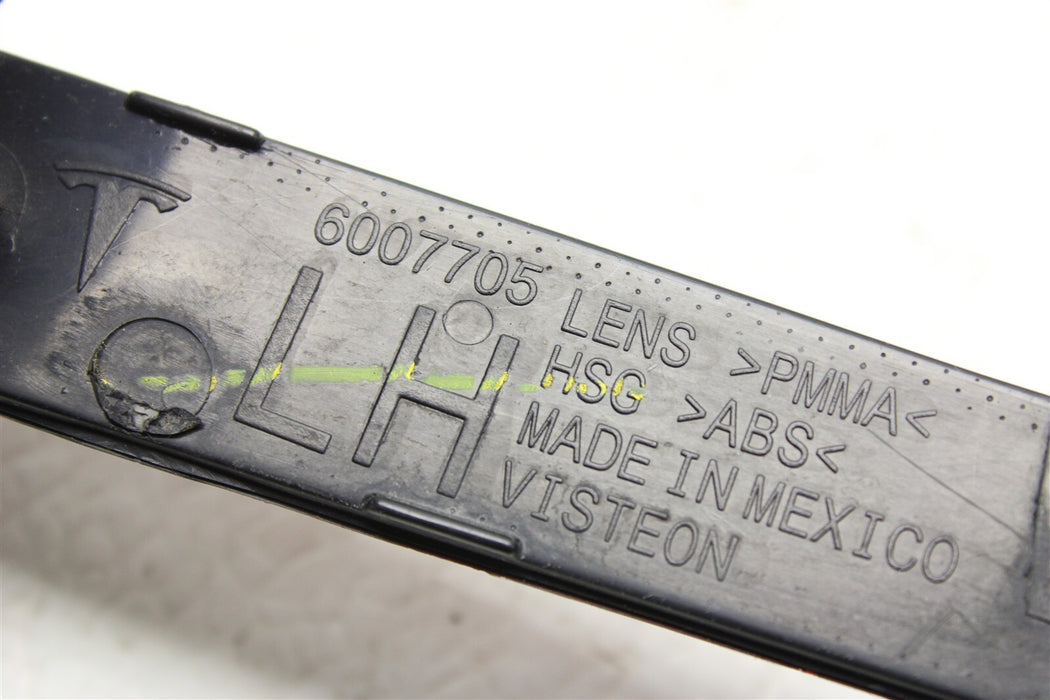 6007705
LH
LENS >PMMA<
HSG >ABS<
MADE IN MEXICO
VISTEON